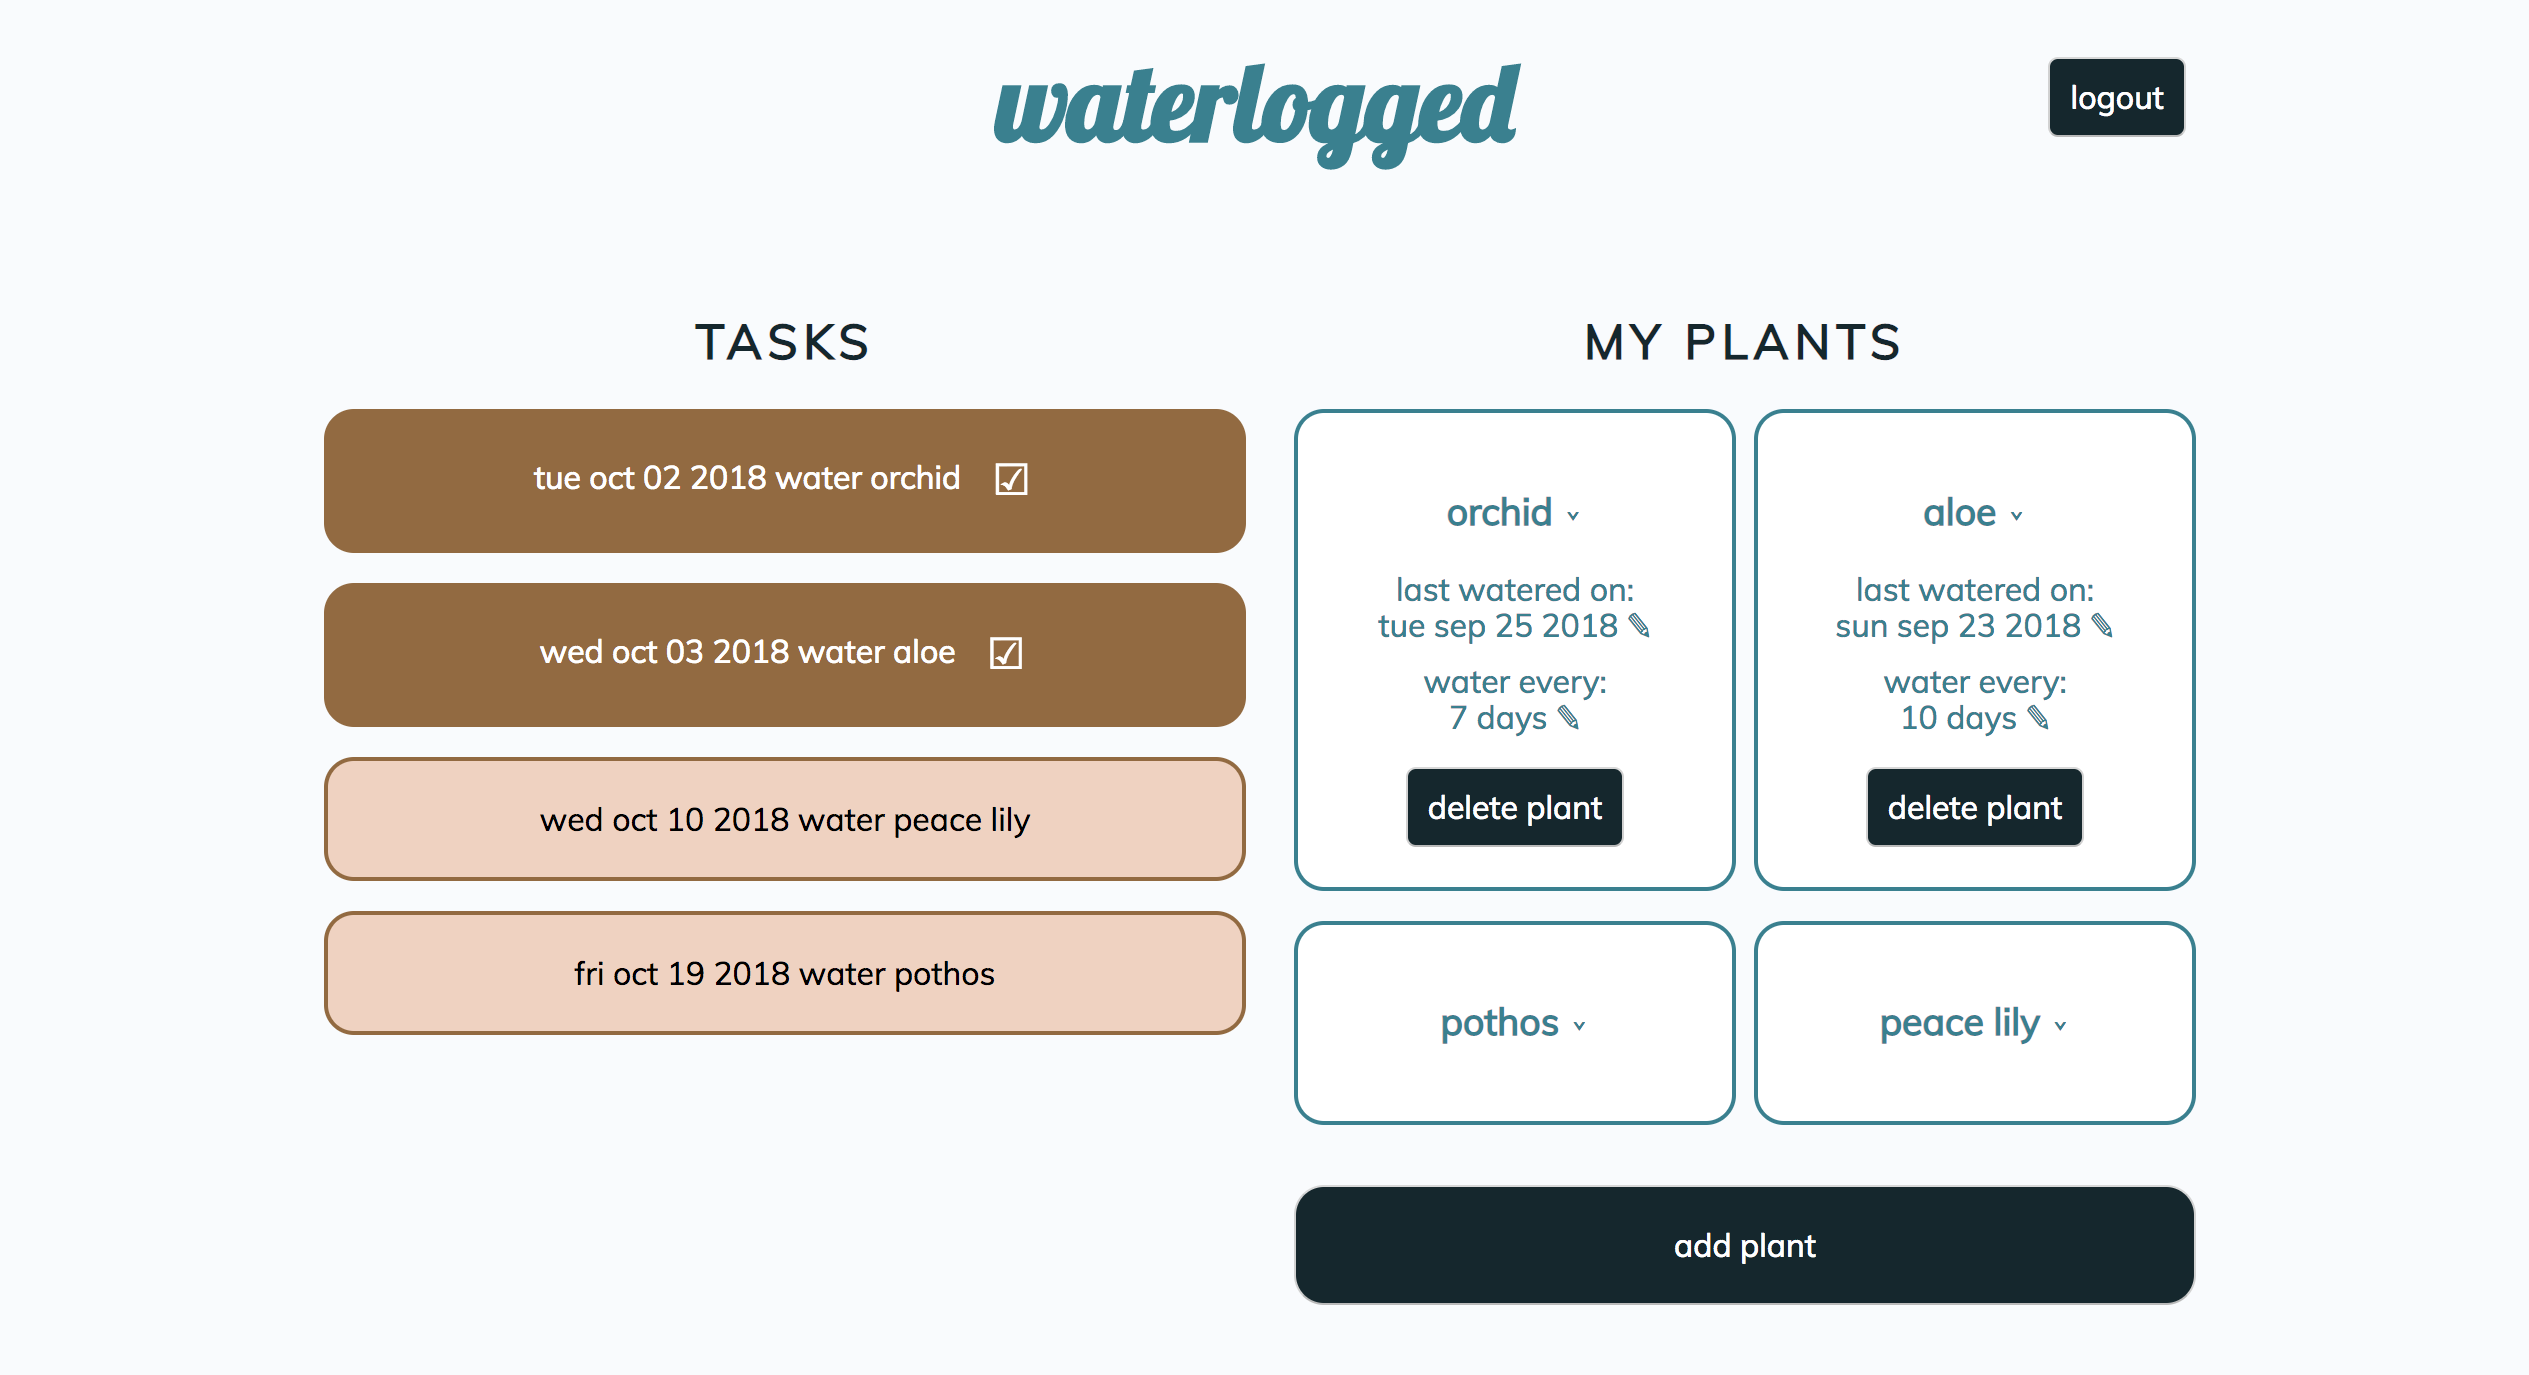 waterlogged
logout
TASKS
tue oct 02 2018 water orchid ☑
wed oct 03 2018 water aloe ☑
wed oct 10 2018 water peace lily
fri oct 19 2018 water pothos
MY PLANTS
orchid ˅
last watered on:
tue sep 25 2018 ✎
water every:
7 days ✎
delete plant
aloe ˅
last watered on:
sun sep 23 2018 ✎
water every:
10 days ✎
delete plant
pothos ˅
peace lily ˅
add plant